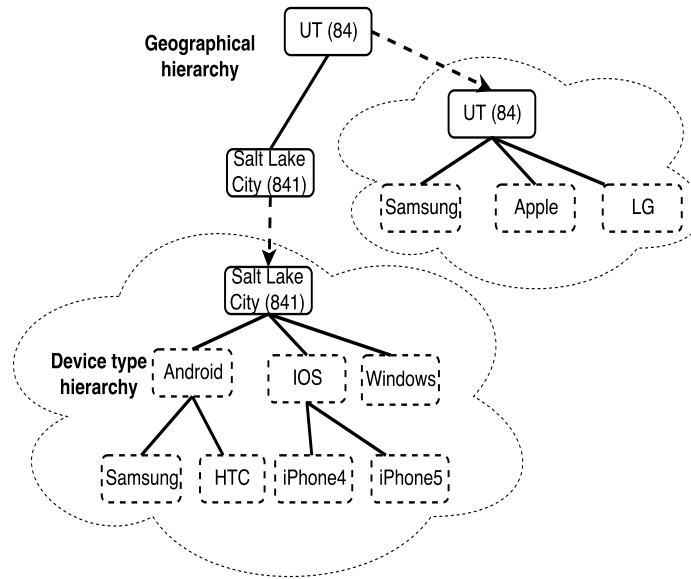 UT (84)
Geographical
hierarchy
UT (84)
Salt Lake
City (841)
Samsung
Apple
LG
Salt Lake
City (841)
Device type
hierarchy
Android
IOS
Windows
Samsung
HTC
iPhone4
iPhone5